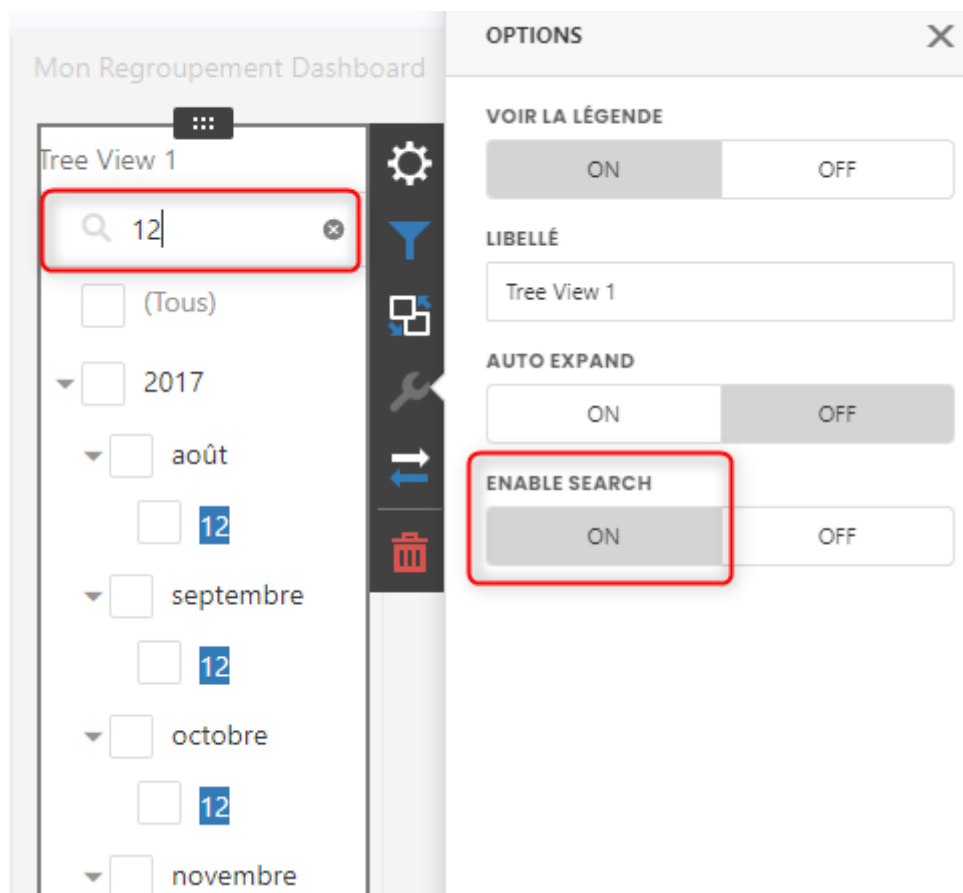 Mon Regroupement Dashboard
Tree View 1
12
(Tous)
2017
août
12
septembre
12
octobre
12
novembre
OPTIONS
VOIR LA LÉGENDE
ON OFF
LIBELLÉ
Tree View 1
AUTO EXPAND
ON OFF
ENABLE SEARCH
ON OFF